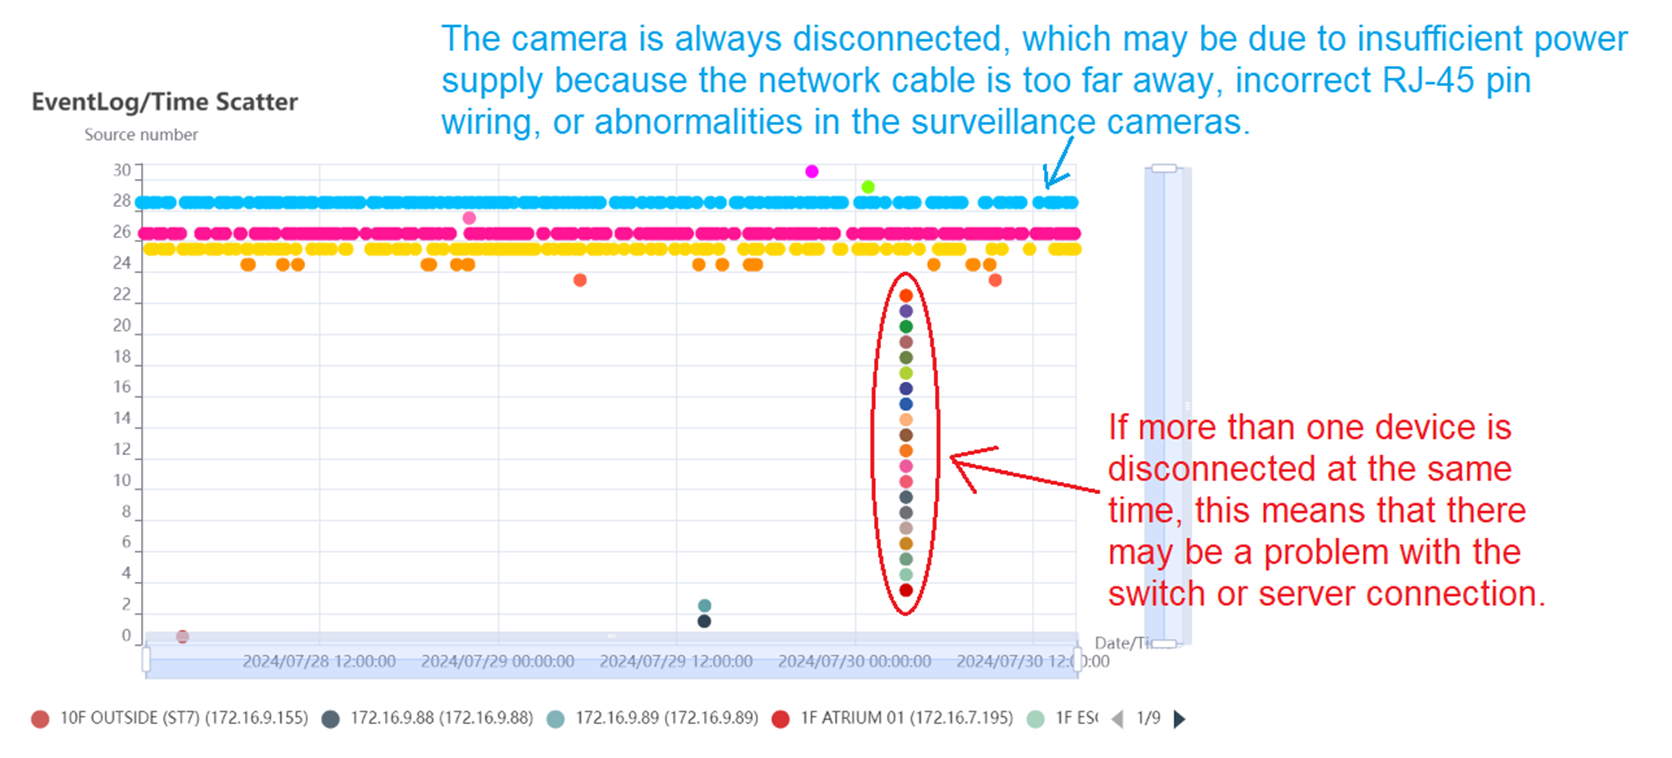 The camera is always disconnected, which may be due to insufficient power
supply because the network cable is too far away, incorrect RJ-45 pin
wiring, or abnormalities in the surveillance cameras.
EventLog/Time Scatter
Source number
30
28
26
24
22
20
18
16
14
12
10
8
6
4
2
0
If more than one device is
disconnected at the same
time, this means that there
may be a problem with the
switch or server connection.
2024/07/28 12:00:00 2024/07/29 00:00:00 2024/07/29 12:00:00 2024/07/30 00:00:00 2024/07/30 12:00:00
10F OUTSIDE (ST7) (172.16.9.155) 172.16.9.88 (172.16.9.88) 172.16.9.89 (172.16.9.89) 1F ATRIUM 01 (172.16.7.195) 1F 1/9